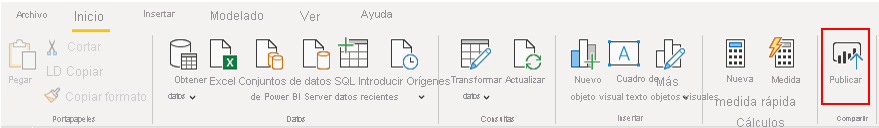 Archivo Inicio Insertar Modelado Ver Ayuda
Pegar
Cortar
LD Copiar
Copiar formato
Portapapeles
Obtener Excel Conjuntos de datos SQL Introducir Orígenes
datos de Power BI Server datos recientes
Datos
Transformar Actualizar
datos
Consultas
Nuevo Cuadro de Más
objeto visual texto objetos visuales
Insertar
Nueva Medida
medida rápida
Cálculos
Publicar
Compartir